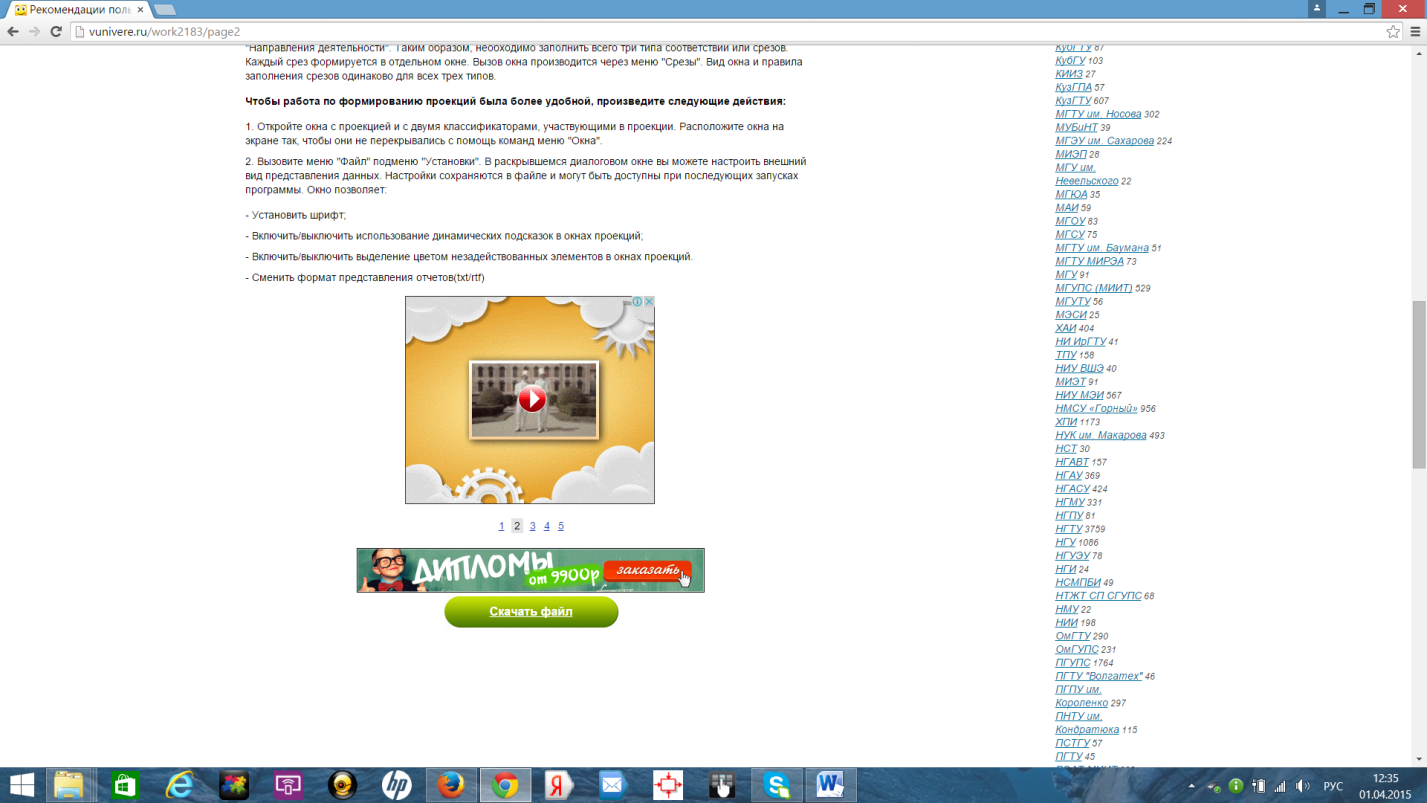 Рекомендации поль
vunivere.ru/work2183/page2
"Направления деятельности". Таким образом, необходимо заполнить всего три типа соответствий или срезов.
Каждый срез формируется в отдельном окне. Вызов окна производится через меню "Срезы". Вид окна и правила
заполнения срезов одинаково для всех трех типов.
Чтобы работа по формированию проекций была более удобной, произведите следующие действия:
1. Откройте окна с проекцией и с двумя классификаторами, участвующими в проекции. Расположите окна на
экране так, чтобы они не перекрывались с помощь команд меню "Окна".
2. Вызовите меню "Файл" подменю "Установки". В раскрывшемся диалоговом окне вы можете настроить внешний
вид представления данных. Настройки сохраняются в файле и могут быть доступны при последующих запусках
программы. Окно позволяет:
- Установить шрифт;
- Включить/выключить использование динамических подсказок в окнах проекций;
- Включить/выключить выделение цветом незадействованных элементов в окнах проекций.
- Сменить формат представления отчетов(txt/rtf)
1 2 3 4 5
ДИПЛОМЫ
от 9900р
заказать
Скачать файл
КубГТУ 87
КубГУ 103
КИИЗ 27
КузГПА 57
КузГТУ 607
МГТУ им. Носова 302
МУБиНТ 39
МГЭУ им. Сахарова 224
МИЭП 28
МГУ им.
Невельского 22
МГЮА 35
МАИ 59
МГОУ 83
МГСУ 75
МГТУ им. Баумана 51
МГТУ МИРЭА 73
МГУ 91
МГУПС (МИИТ) 529
МГУТУ 56
МЭСИ 25
ХАИ 404
НИ ИрГТУ 41
ТПУ 158
НИУ ВШЭ 40
МИЭТ 91
НИУ МЭИ 567
НМСУ «Горный» 956
ХПИ 1173
НУК им. Макарова 493
НСТ 30
НГАВТ 157
НГАУ 369
НГАСУ 424
НГМУ 331
НГПУ 81
НГТУ 3759
НГУ 1086
НГУЭУ 78
НГИ 24
НСМПБИ 49
НТЖТ СП СГУПС 68
НМУ 22
НИИ 198
ОмГТУ 290
ОмГУПС 231
ПГУПС 1764
ПГТУ "Волгатех" 46
ПГПУ им.
Короленко 297
ПНТУ им.
Кондратюка 115
ПСТГУ 57
ПГТУ 45
РУС
12:35
01.04.2015